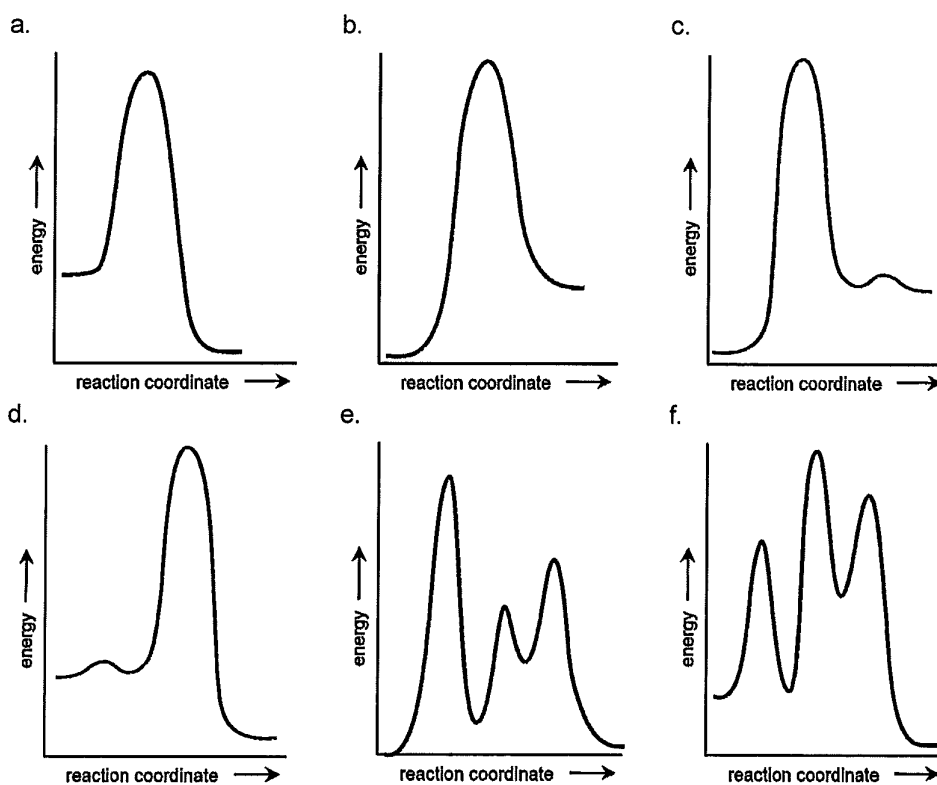 a.
b.
c.
energy
energy
energy
reaction coordinate
reaction coordinate
reaction coordinate
d.
e.
f.
energy
energy
energy
reaction coordinate
reaction coordinate
reaction coordinate